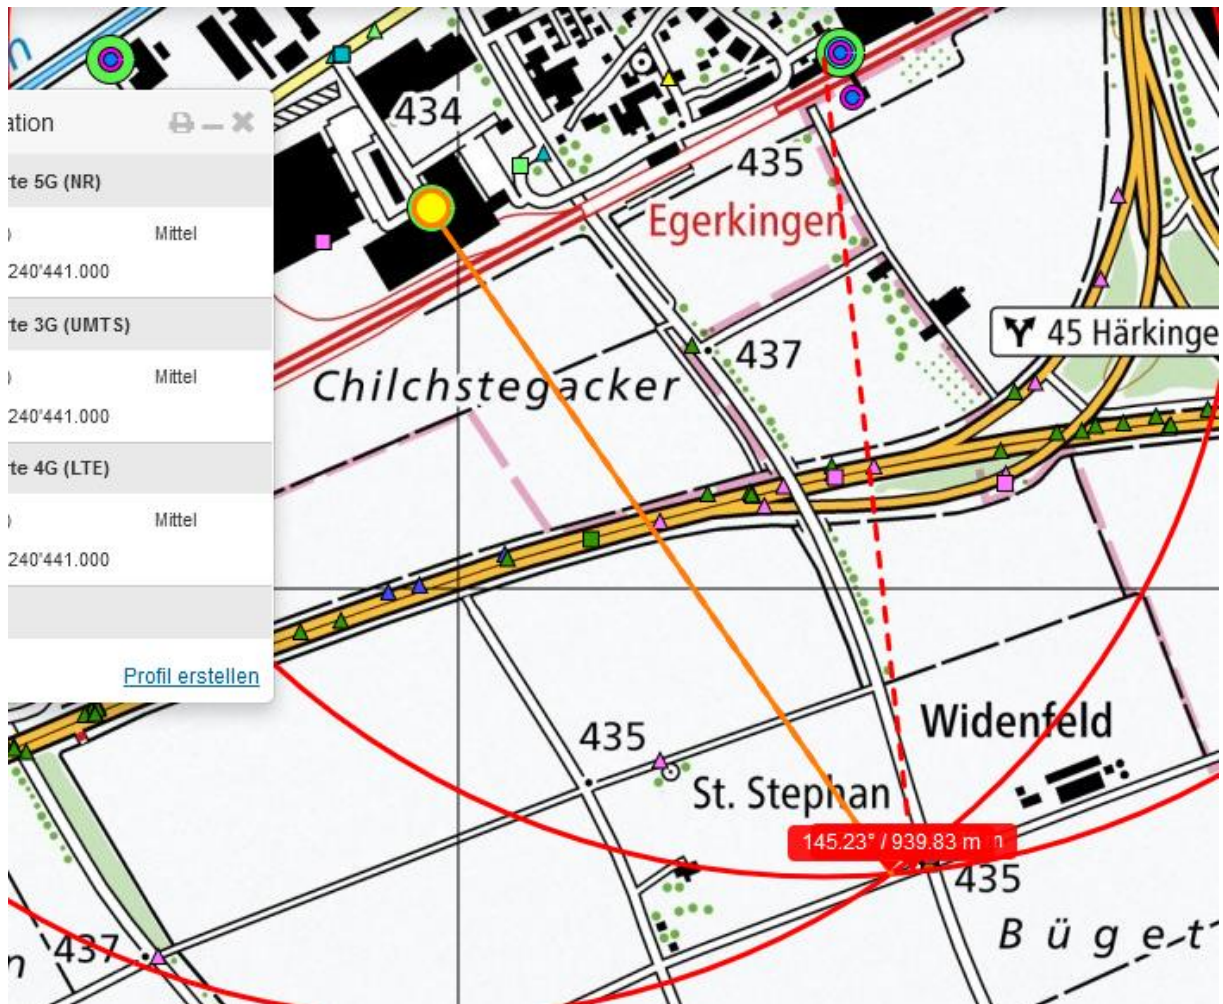 434
ation
435
rte 5G (NR)
Egerkingen
Mittel
240'441.000
rte 3G (UMTS)
45 Härkinge
437
Chilchstegacker
Mittel
240'441.000
rte 4G (LTE)
Mittel
240'441.000
Profil erstellen
Widenfeld
435
St. Stephan
145.23° / 939.83 m
435
Büget
437
n